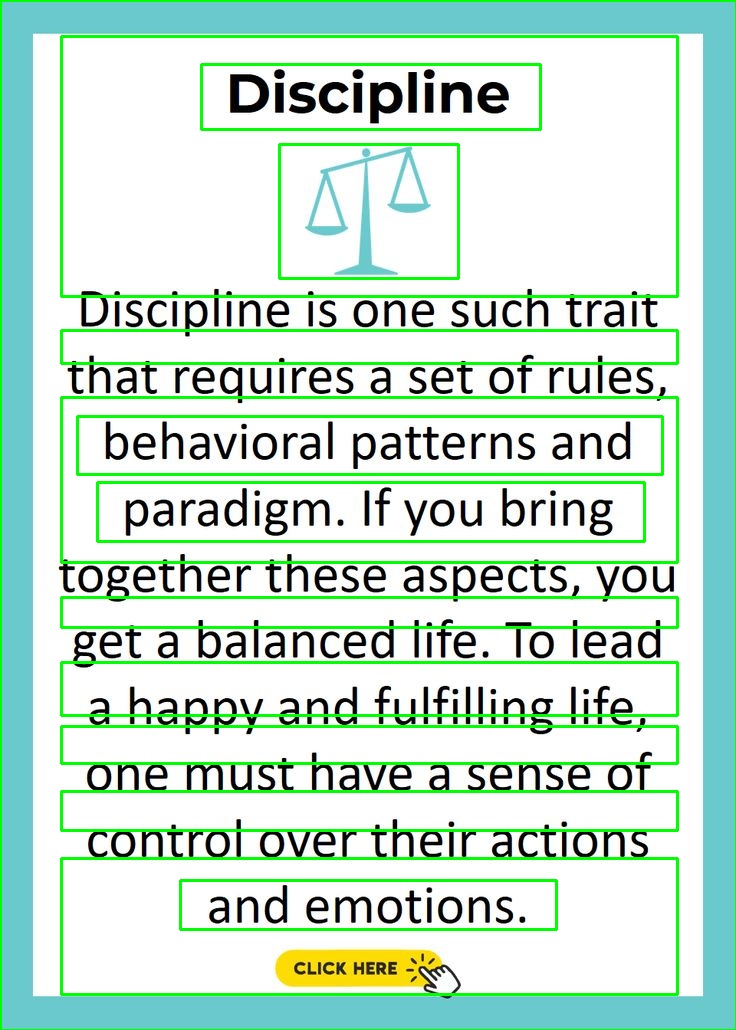 Discipline
Discipline is one such trait
that requires a set of rules,
behavioral patterns and
paradigm. If you bring
together these aspects, you
get a balanced life. To lead
a happy and fulfilling life,
one must have a sense of
control over their actions
and emotions.
CLICK HERE